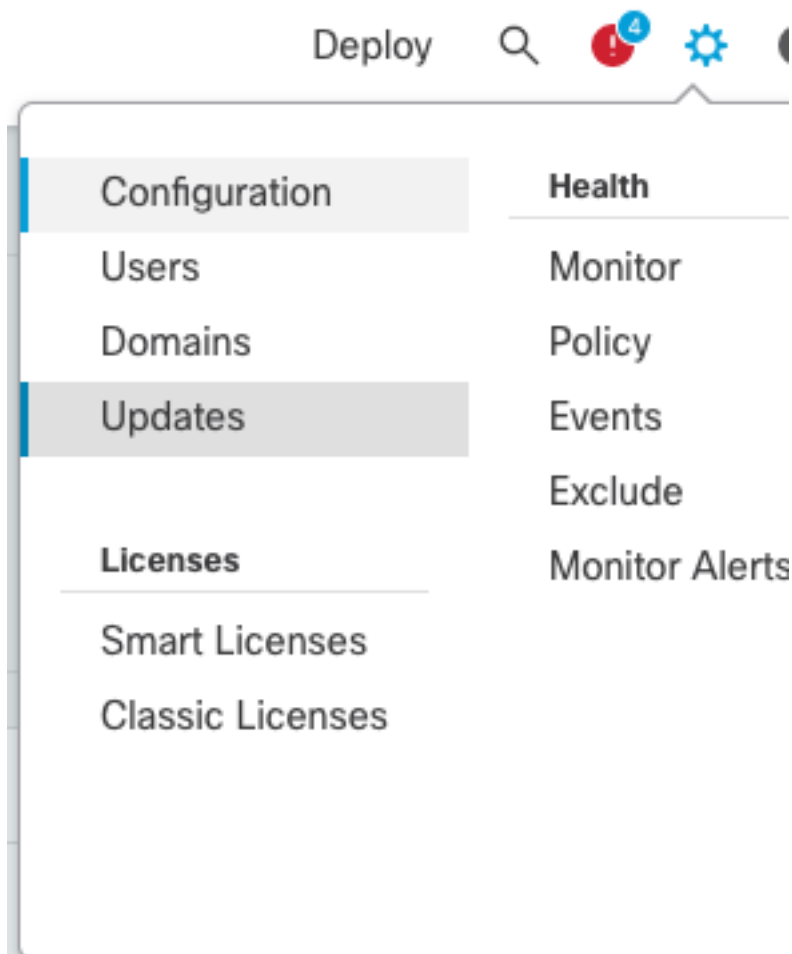 Deploy
4
Configuration
Users
Domains
Updates
Licenses
Smart Licenses
Classic Licenses
Health
Monitor
Policy
Events
Exclude
Monitor Alerts